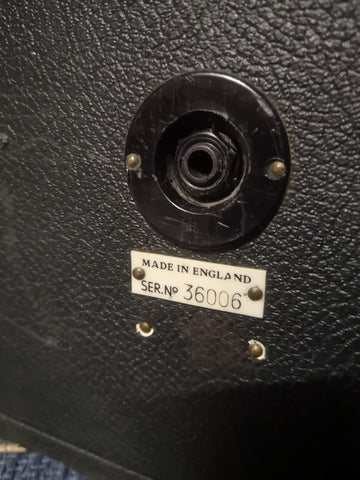 MADE IN ENGLAND
SER.Nº 36006